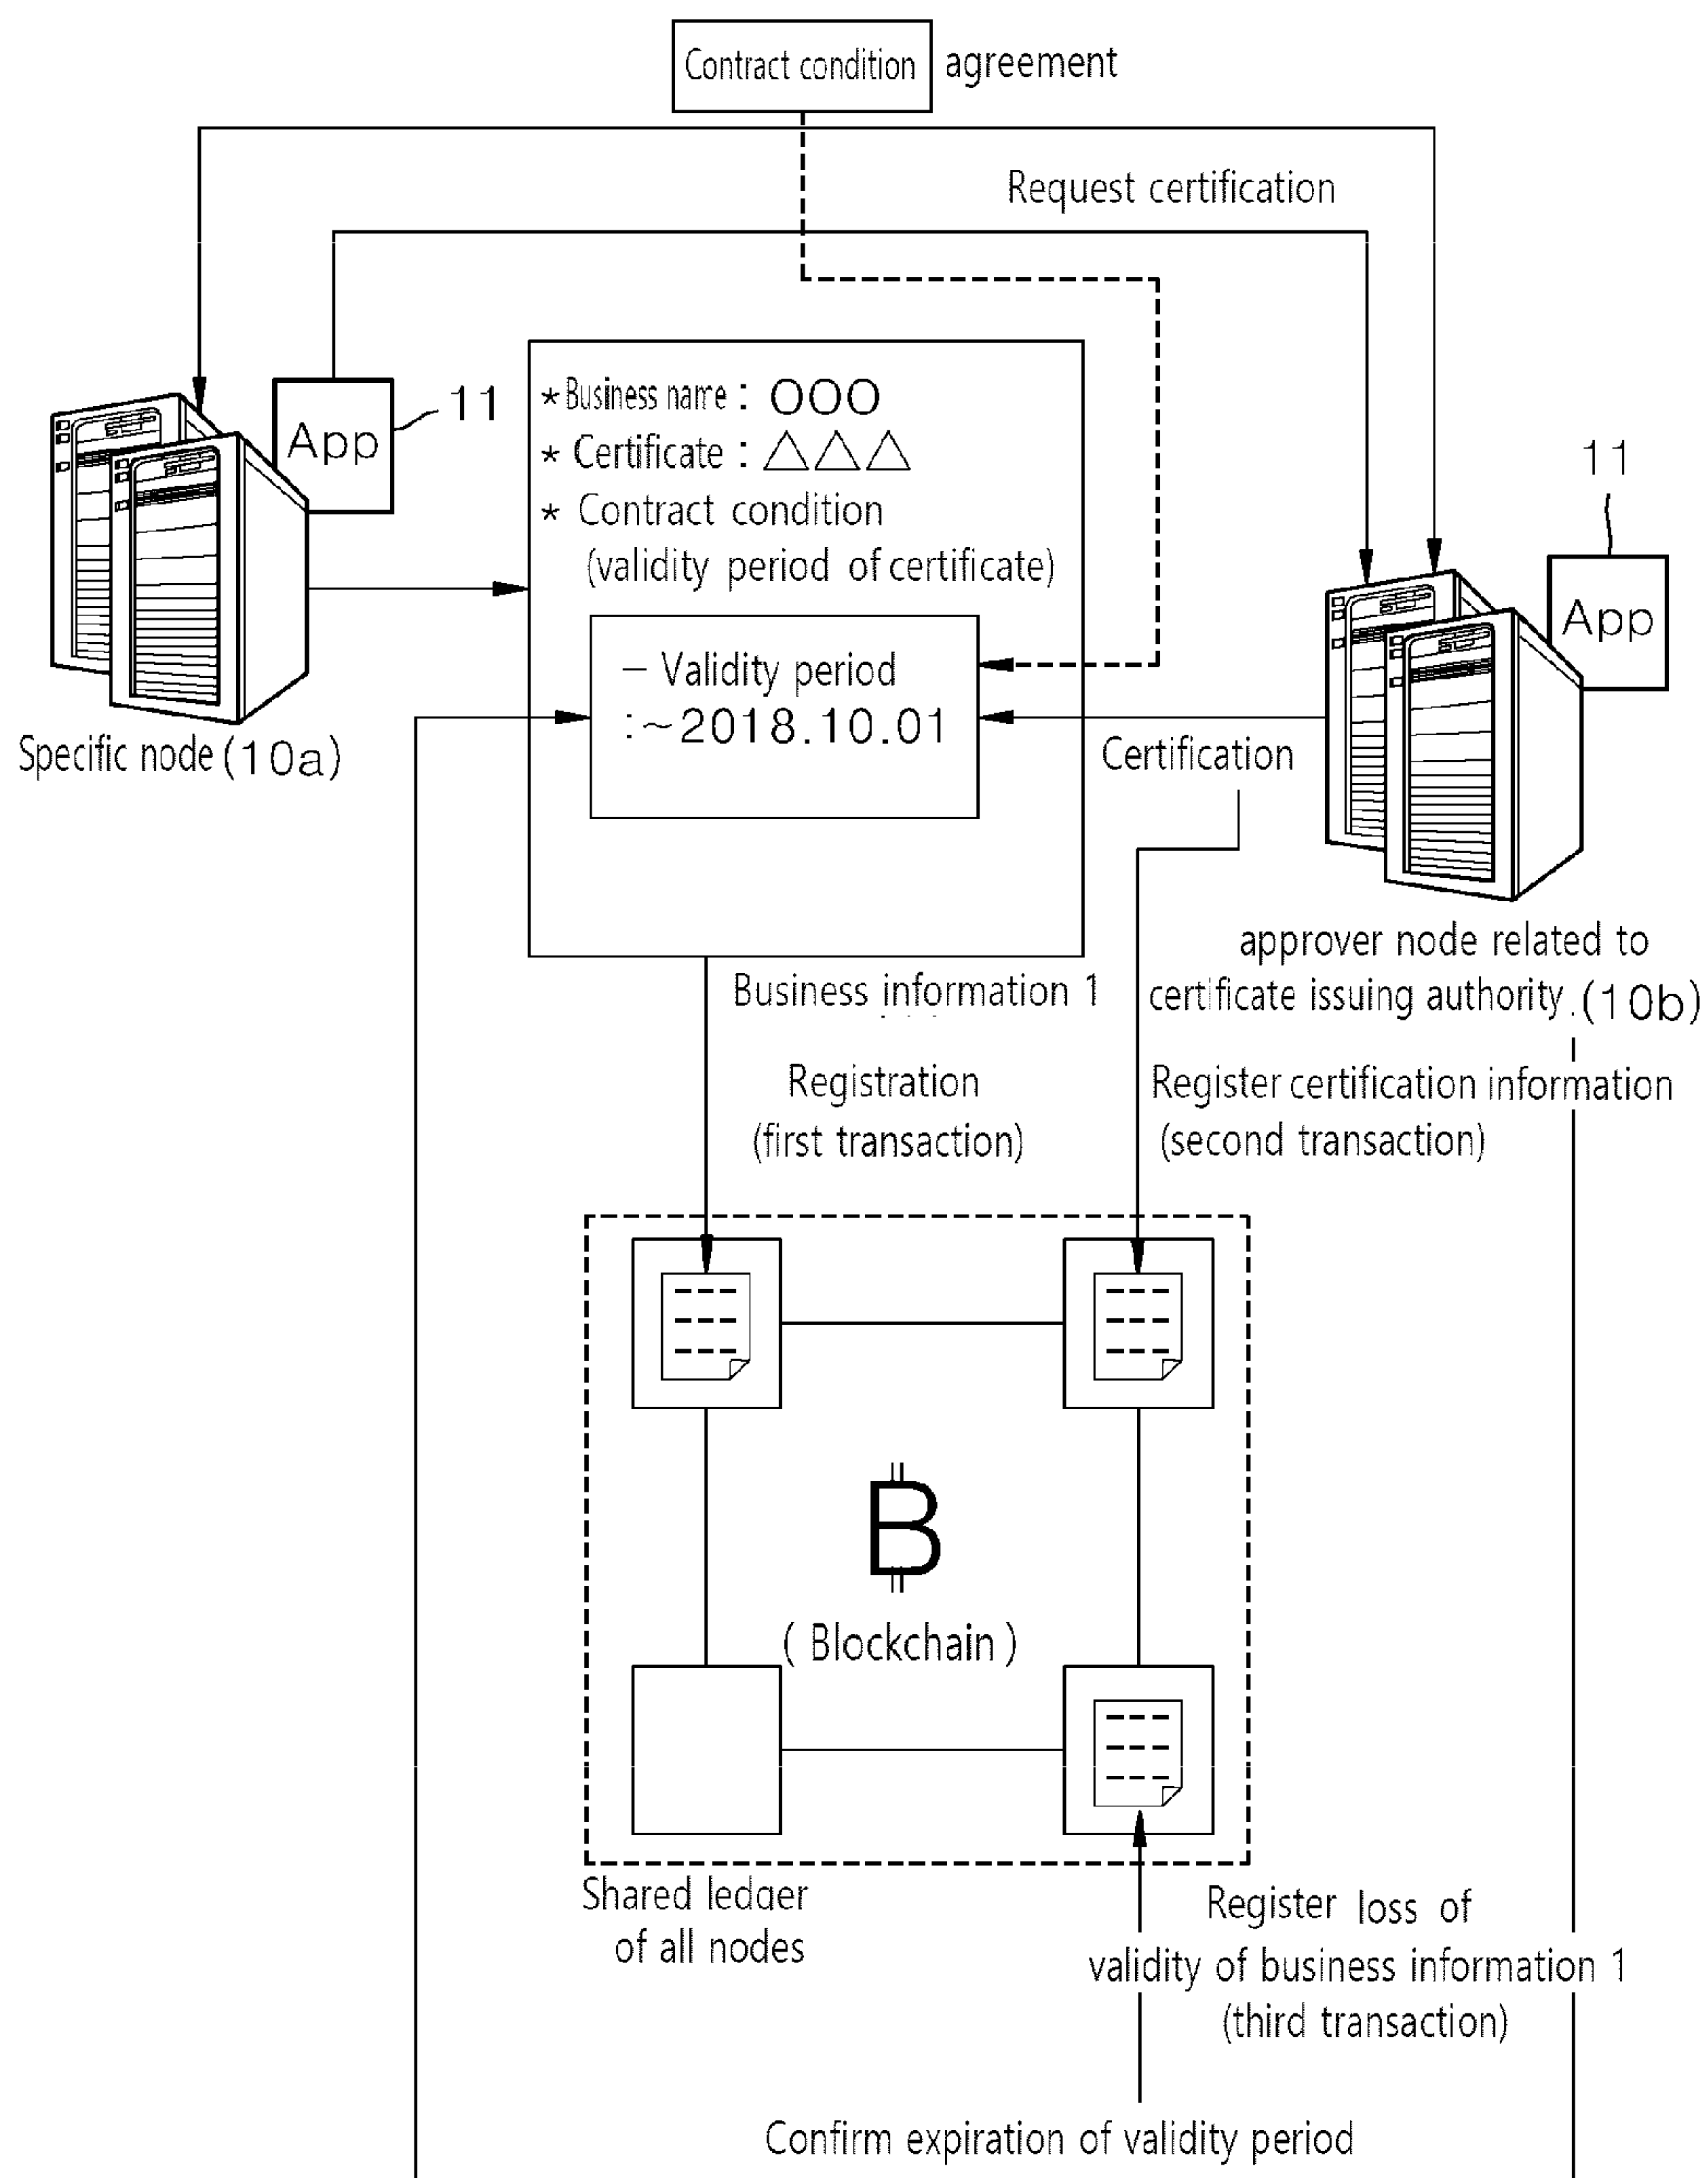 Contract condition agreement
Request certification
App
11
* Business name : OOO
* Certificate : △△△
* Contract condition
(validity period of certificate)
11
App
– Validity period
:~2018.10.01
Specific node (10a)
Certification
approver node related to
certificate issuing authority (10b)
Business information 1
Registration
(first transaction)
Register certification information
(second transaction)
B
( Blockchain )
Shared ledger
of all nodes
Register loss of
validity of business information 1
(third transaction)
Confirm expiration of validity period